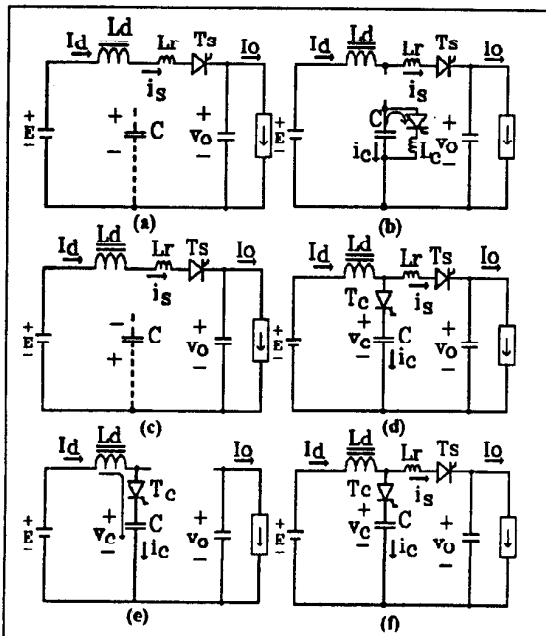 Id Ld Lr Ts Io
is
+ E − + C − + vo −
(a)
Id Ld Lr Ts Io
is
+ E − C ic Lc + vo −
(b)
Id Ld Lr Ts Io
is
+ E − − C + + vo −
(c)
Id Ld Lr Ts Io
Tc is
+ E − + vc − C ic + vo −
(d)
Id Ld Io
Tc
+ E − + vc − C ic + vo −
(e)
Id Ld Lr Ts Io
Tc is
+ E − + vc − C ic + vo −
(f)